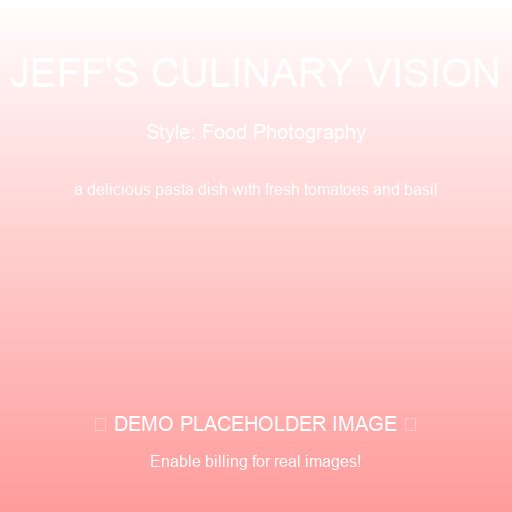 JEFF'S CULINARY VISION
Style: Food Photography
a delicious pasta dish with fresh tomatoes and basil
DEMO PLACEHOLDER IMAGE
Enable billing for real images!